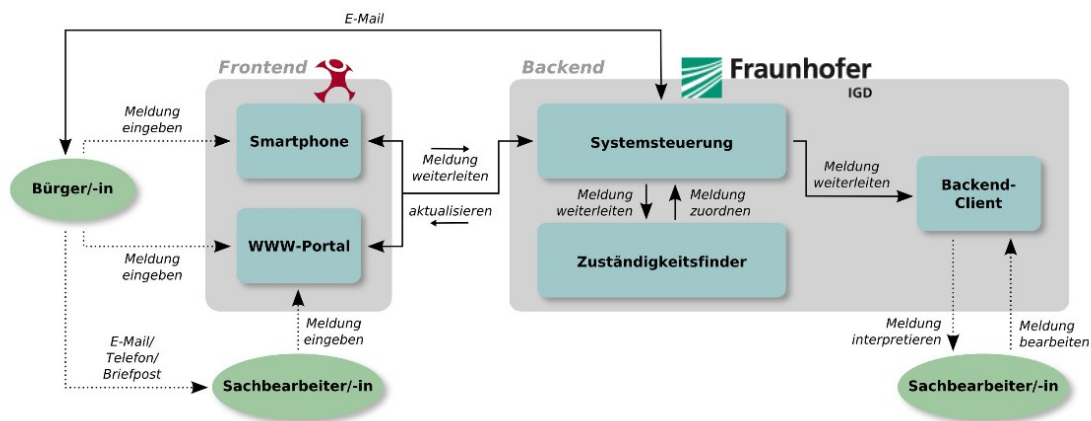 E-Mail
Frontend
Backend
Fraunhofer
IGD
Meldung
eingeben
Smartphone
Meldung
weiterleiten
aktualisieren
Systemsteuerung
Meldung
weiterleiten
Backend-
Client
Bürger/-in
Meldung
weiterleiten
Meldung
zuordnen
WWW-Portal
Zuständigkeitsfinder
Meldung
eingeben
Meldung
eingeben
Meldung
interpretieren
Meldung
bearbeiten
E-Mail/
Telefon/
Briefpost
Sachbearbeiter/-in
Sachbearbeiter/-in